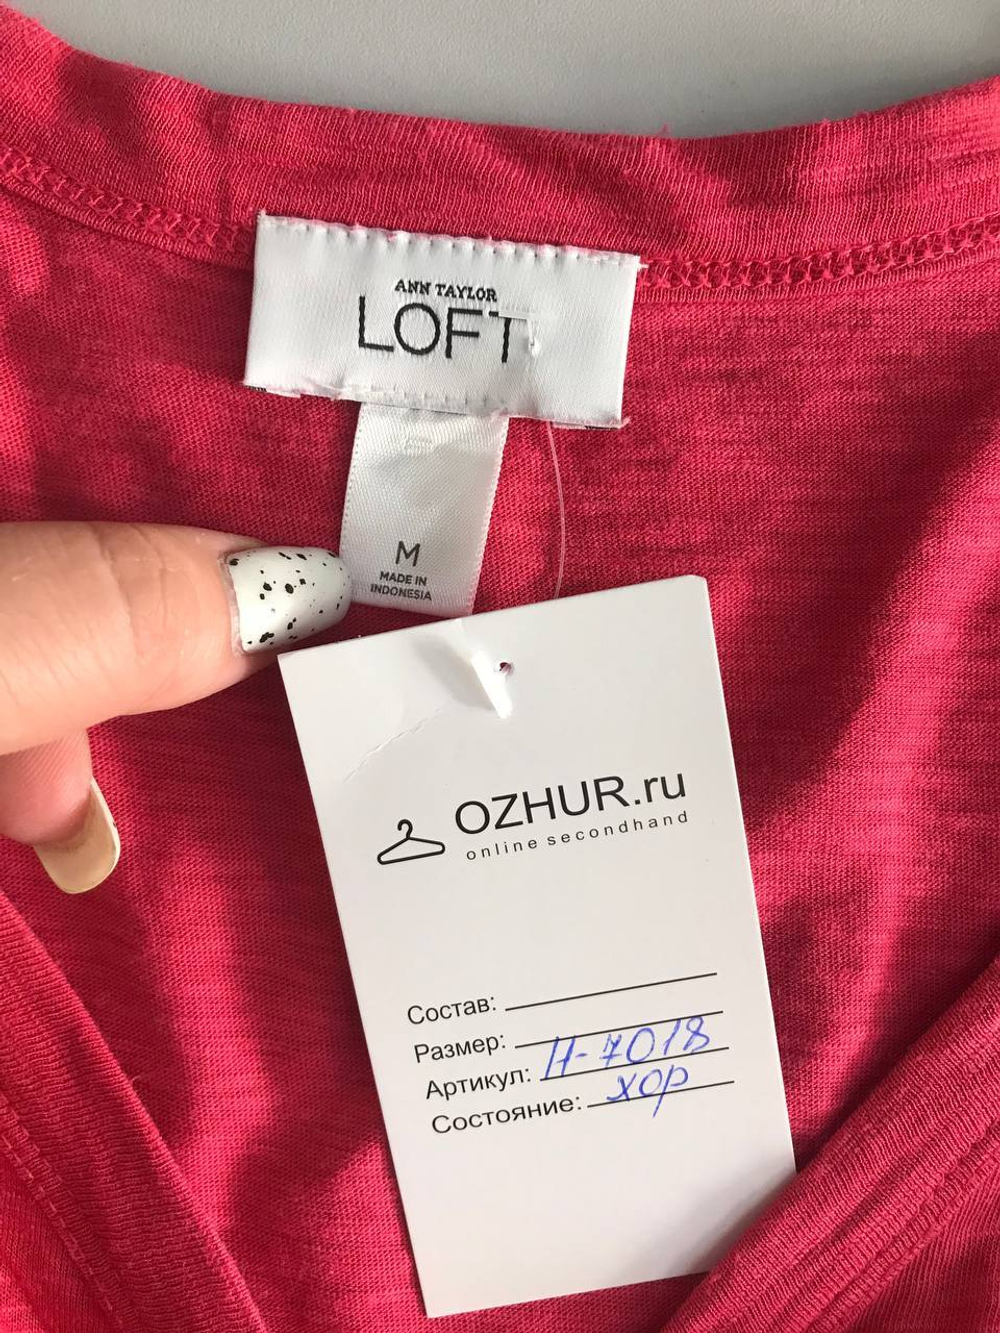 ANN TAYLOR
LOFT
M
MADE IN
INDONESIA
OZHUR.ru
online secondhand
Состав:
Размер:
Артикул: Н-7018
Состояние: хор